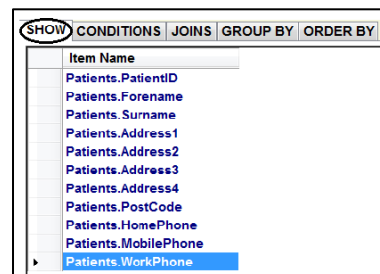 SHOW CONDITIONS JOINS GROUP BY ORDER BY
Item Name
Patients.PatientID
Patients.Forename
Patients.Surname
Patients.Address1
Patients.Address2
Patients.Address3
Patients.Address4
Patients.PostCode
Patients.HomePhone
Patients.MobilePhone
Patients.WorkPhone